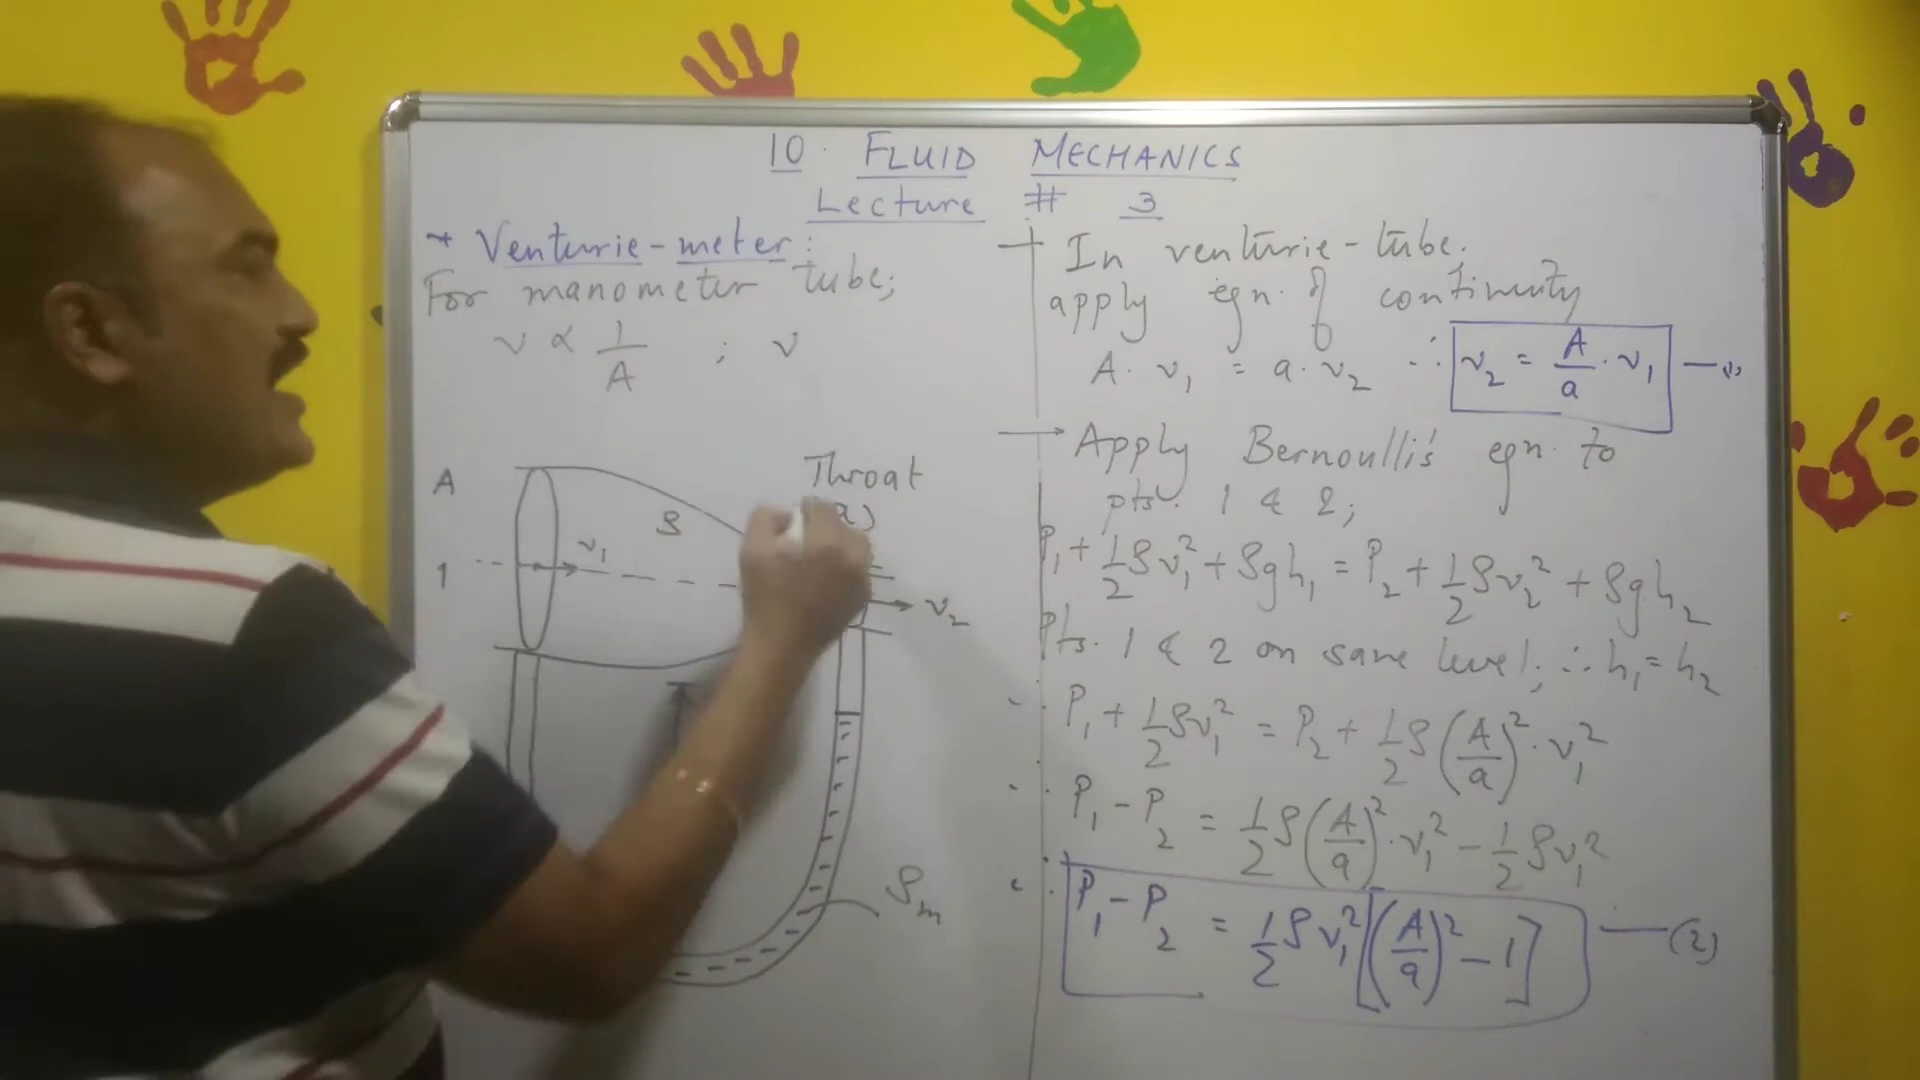 10. FLUID MECHANICS
Lecture # 3
* Venturie-meter:
For manometer tube;
v ∝ 1/A ; v
A
1
v₁
ρ
Throat
a)
v₂
ρm
→ In venturie-tube.
apply eqn. of continuity
A. v₁ = a. v₂ ∴ v₂ = A/a . v₁ —(1)
→ Apply Bernoulli's eqn. to
pts. 1 & 2;
P₁ + ½ρv₁² + ρgh₁ = P₂ + ½ρv₂² + ρgh₂
Pts. 1 & 2 on same level; ∴ h₁ = h₂
∴ P₁ + ½ρv₁² = P₂ + ½ρ(A/a)² . v₁²
∴ P₁ - P₂ = ½ρ(A/a)² . v₁² - ½ρv₁²
∴ P₁ - P₂ = ½ρv₁²[(A/a)² - 1] —(2)